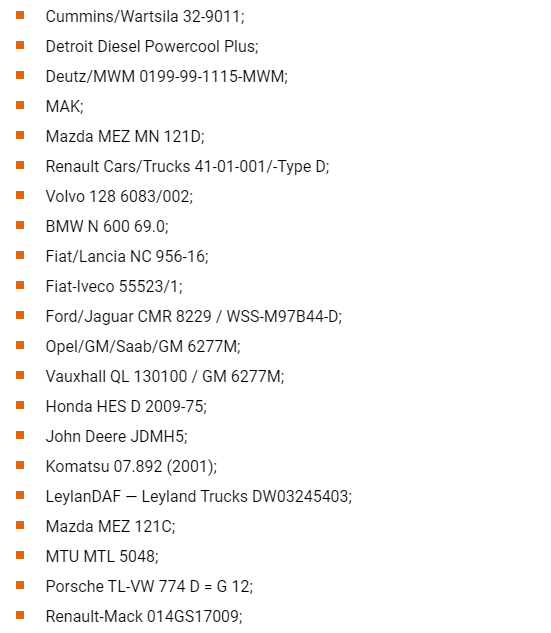 Cummins/Wartsila 32-9011;
Detroit Diesel Powercool Plus;
Deutz/MWM 0199-99-1115-MWM;
MAK;
Mazda MEZ MN 121D;
Renault Cars/Trucks 41-01-001/-Type D;
Volvo 128 6083/002;
BMW N 600 69.0;
Fiat/Lancia NC 956-16;
Fiat-Iveco 55523/1;
Ford/Jaguar CMR 8229 / WSS-M97B44-D;
Opel/GM/Saab/GM 6277M;
Vauxhall QL 130100 / GM 6277M;
Honda HES D 2009-75;
John Deere JDMH5;
Komatsu 07.892 (2001);
LeylanDAF — Leyland Trucks DW03245403;
Mazda MEZ 121C;
MTU MTL 5048;
Porsche TL-VW 774 D = G 12;
Renault-Mack 014GS17009;